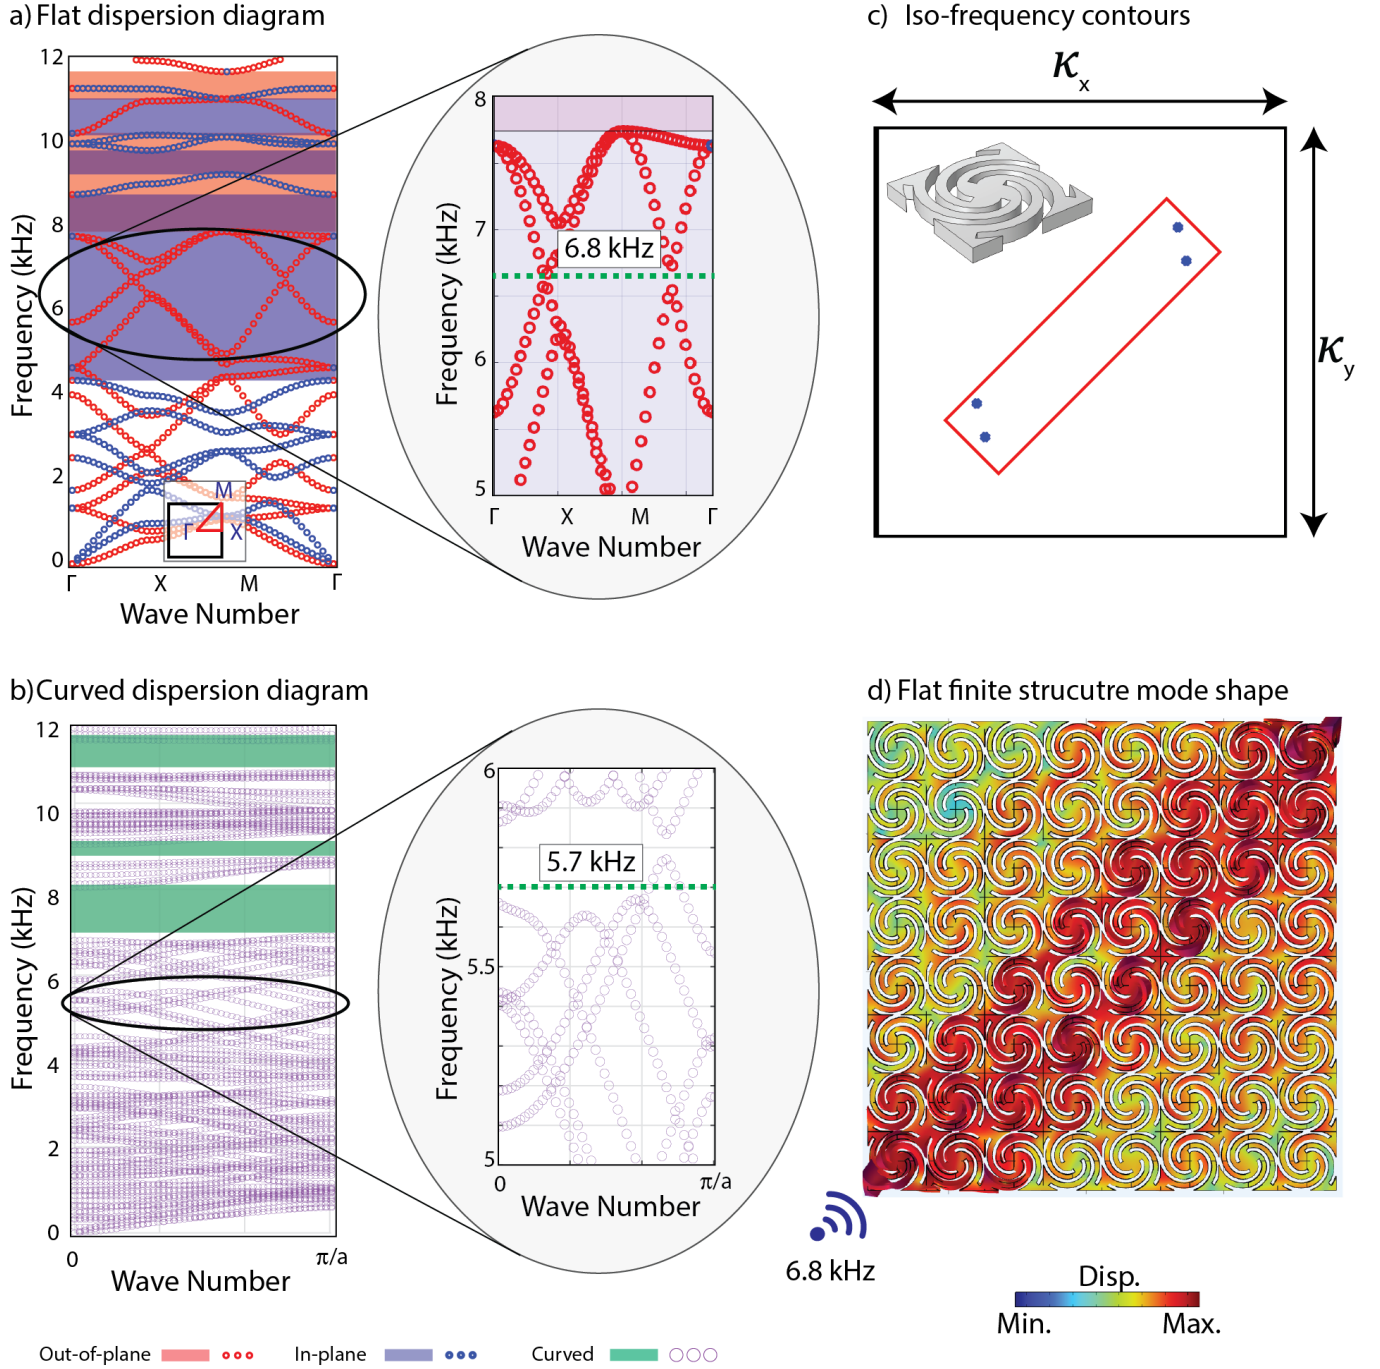 a) Flat dispersion diagram
12
10
8
6
4
2
0
Frequency (kHz)
Γ X M Γ
Wave Number
M
Γ
X
8
7
6
5
Frequency (kHz)
6.8 kHz
Γ X M Γ
Wave Number
c) Iso-frequency contours
κx
κy
b)Curved dispersion diagram
12
10
8
6
4
2
0
Frequency (kHz)
0 π/a
Wave Number
6
5.5
5
Frequency (kHz)
5.7 kHz
0 π/a
Wave Number
d) Flat finite strucutre mode shape
6.8 kHz
Disp.
Min. Max.
Out-of-plane In-plane Curved